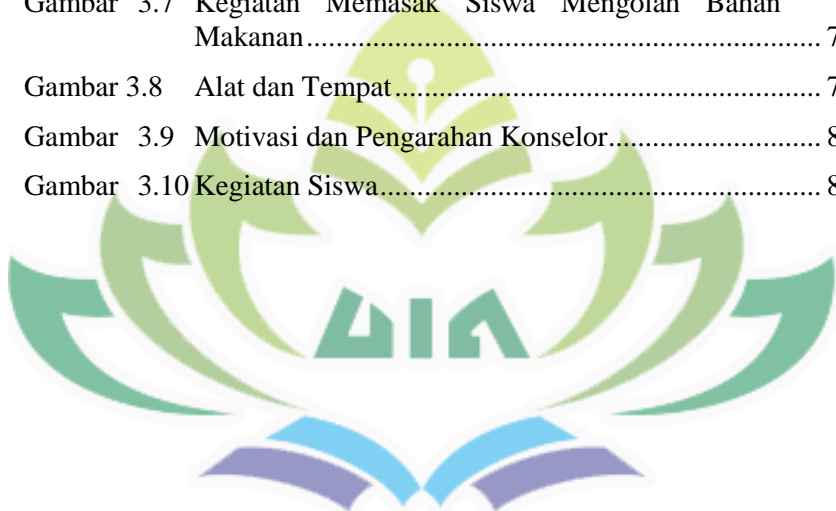 Gambar 3.7 Kegiatan Memasak Siswa Mengolah Bahan
Makanan........................................................... 7
Gambar 3.8 Alat dan Tempat................................................ 7
Gambar 3.9 Motivasi dan Pengarahan Konselor........................ 8
Gambar 3.10 Kegiatan Siswa.................................................. 8
UIN